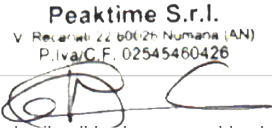 Peaktime S.r.l.
V Recanati 22 60026 Numana (AN)
P.Iva/C.F. 02545460426